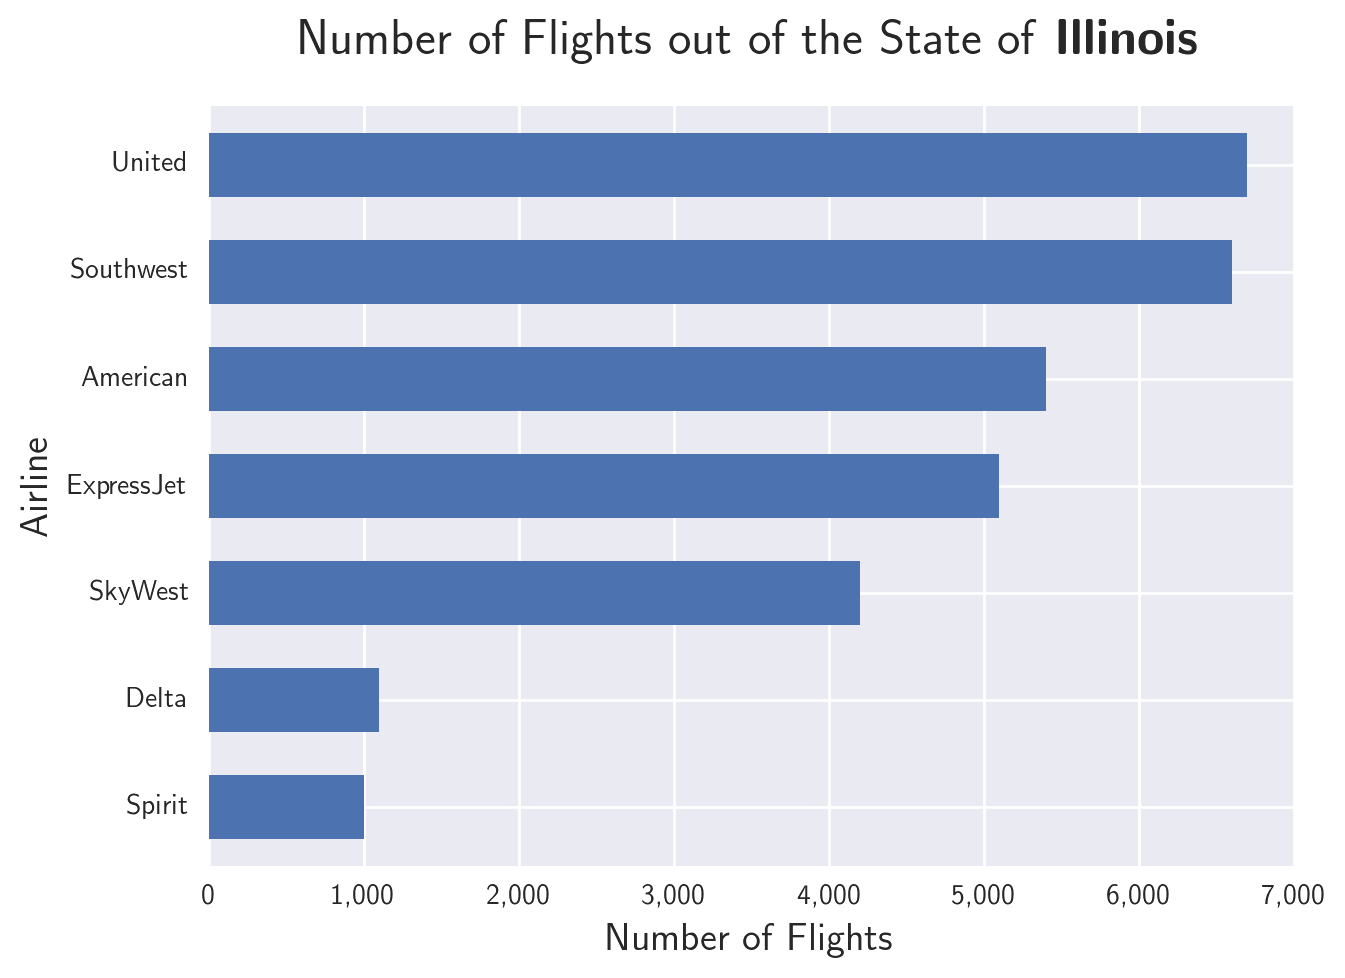 Number of Flights out of the State of Illinois
United
Southwest
American
ExpressJet
SkyWest
Delta
Spirit
Airline
0 1,000 2,000 3,000 4,000 5,000 6,000 7,000
Number of Flights